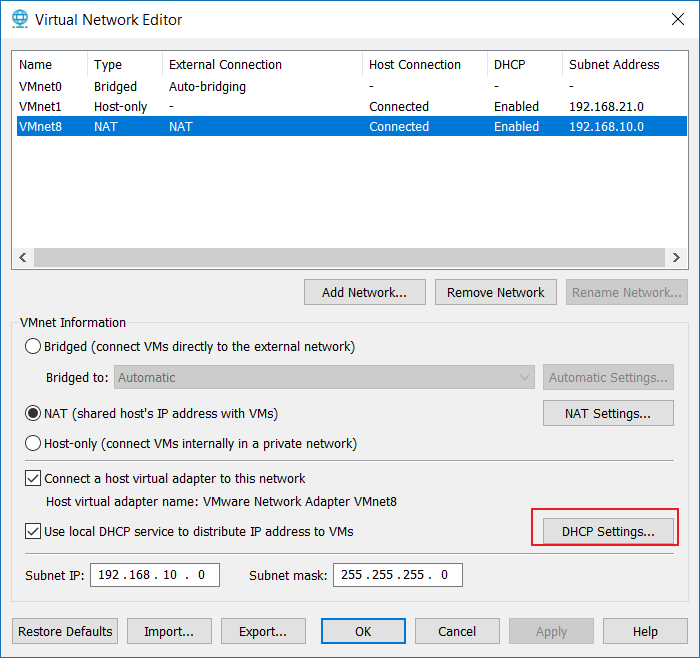 Virtual Network Editor
Name Type External Connection Host Connection DHCP Subnet Address
VMnet0 Bridged Auto-bridging - - -
VMnet1 Host-only - Connected Enabled 192.168.21.0
VMnet8 NAT NAT Connected Enabled 192.168.10.0
Add Network... Remove Network Rename Network...
VMnet Information
Bridged (connect VMs directly to the external network)
Bridged to: Automatic Automatic Settings...
NAT (shared host's IP address with VMs) NAT Settings...
Host-only (connect VMs internally in a private network)
Connect a host virtual adapter to this network
Host virtual adapter name: VMware Network Adapter VMnet8
Use local DHCP service to distribute IP address to VMs DHCP Settings...
Subnet IP: 192 . 168 . 10 . 0 Subnet mask: 255 . 255 . 255 . 0
Restore Defaults Import... Export... OK Cancel Apply Help